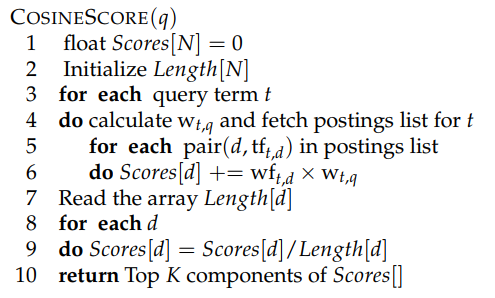 COSINESCORE(q)
1 float Scores[N] = 0
2 Initialize Length[N]
3 for each query term t
4 do calculate w_{t,q} and fetch postings list for t
5 for each pair(d, tf_{t,d}) in postings list
6 do Scores[d] += wf_{t,d} × w_{t,q}
7 Read the array Length[d]
8 for each d
9 do Scores[d] = Scores[d]/Length[d]
10 return Top K components of Scores[]